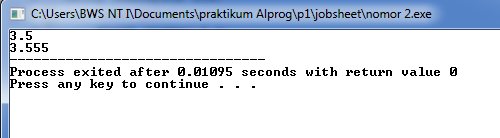 C:\Users\BWS NT I\Documents\praktikum Alprog\p1\jobsheet\nomor 2.exe
3.5
3.555
--------------------------------
Process exited after 0.01095 seconds with return value 0
Press any key to continue . . .